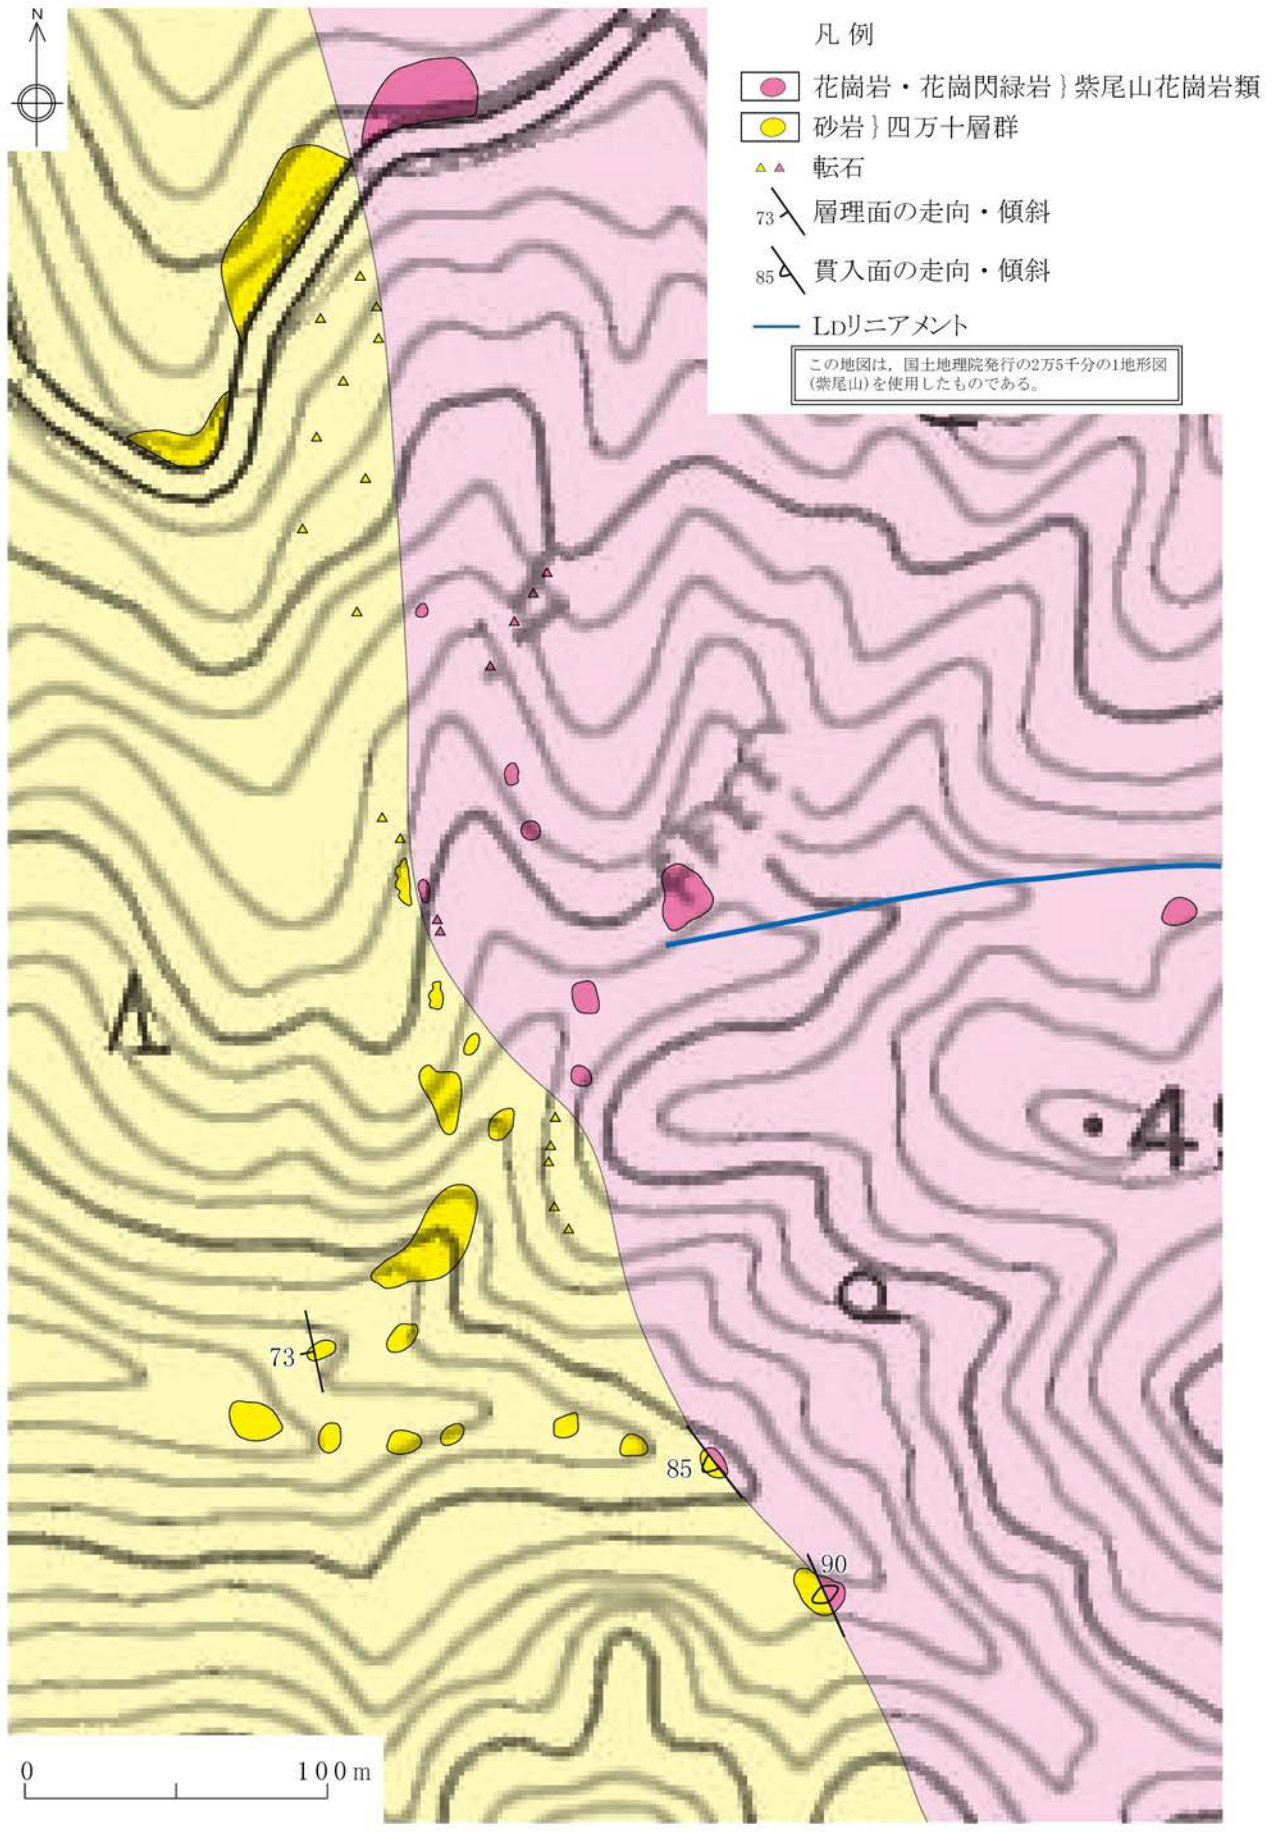 N
凡例
花崗岩・花崗閃緑岩}紫尾山花崗岩類
砂岩}四万十層群
転石
73 層理面の走向・傾斜
85 貫入面の走向・傾斜
LDリニアメント
この地図は，国土地理院発行の2万5千分の1地形図
(紫尾山)を使用したものである。
73
85
90
0 100m